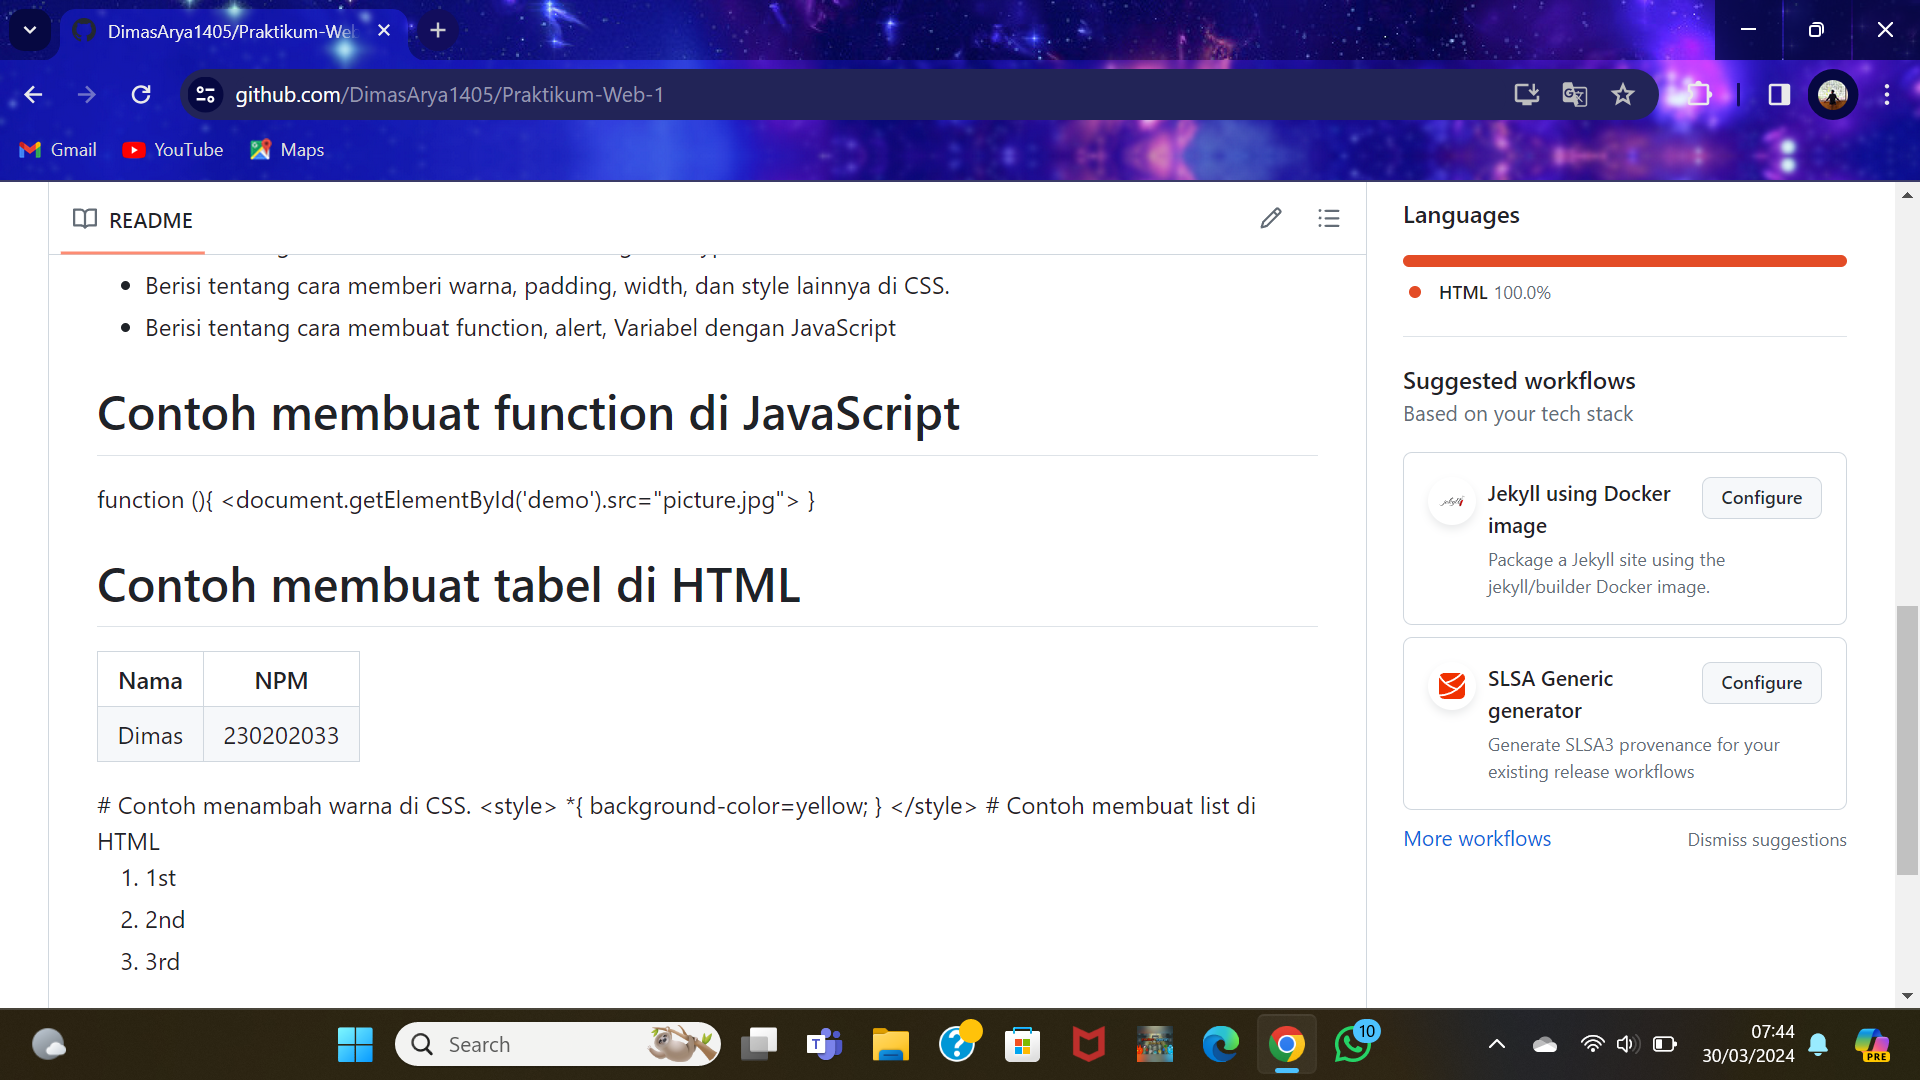 DimasArya1405/Praktikum-Web
github.com/DimasArya1405/Praktikum-Web-1
Gmail
YouTube
Maps
README
• Berisi tentang cara memberi warna, padding, width, dan style lainnya di CSS.
• Berisi tentang cara membuat function, alert, Variabel dengan JavaScript
Contoh membuat function di JavaScript
function (){ <document.getElementById('demo').src="picture.jpg"> }
Contoh membuat tabel di HTML
Nama NPM
Dimas 230202033
# Contoh menambah warna di CSS. <style> *{ background-color=yellow; } </style> # Contoh membuat list di
HTML
1. 1st
2. 2nd
3. 3rd
Languages
HTML 100.0%
Suggested workflows
Based on your tech stack
Jekyll using Docker
image
Configure
Package a Jekyll site using the
jekyll/builder Docker image.
SLSA Generic
generator
Configure
Generate SLSA3 provenance for your
existing release workflows
More workflows
Dismiss suggestions
Search
T
10
07:44
30/03/2024
PRE